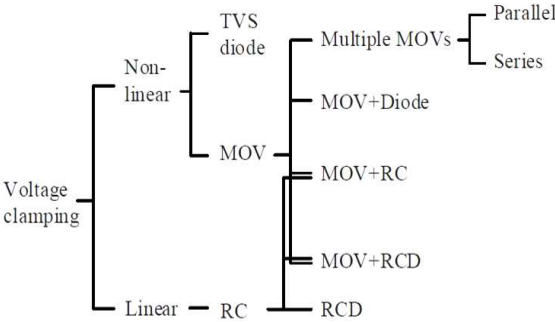 Voltage
clamping
Non-
linear
Linear
TVS
diode
MOV
RC
Multiple MOVs
MOV+Diode
MOV+RC
MOV+RCD
RCD
Parallel
Series